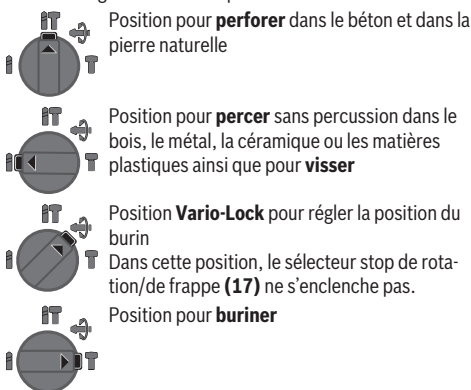 Position pour perforer dans le béton et dans la
pierre naturelle
Position pour percer sans percussion dans le
bois, le métal, la céramique ou les matières
plastiques ainsi que pour visser
Position Vario-Lock pour régler la position du
burin
Dans cette position, le sélecteur stop de rota-
tion/de frappe (17) ne s'enclenche pas.
Position pour buriner